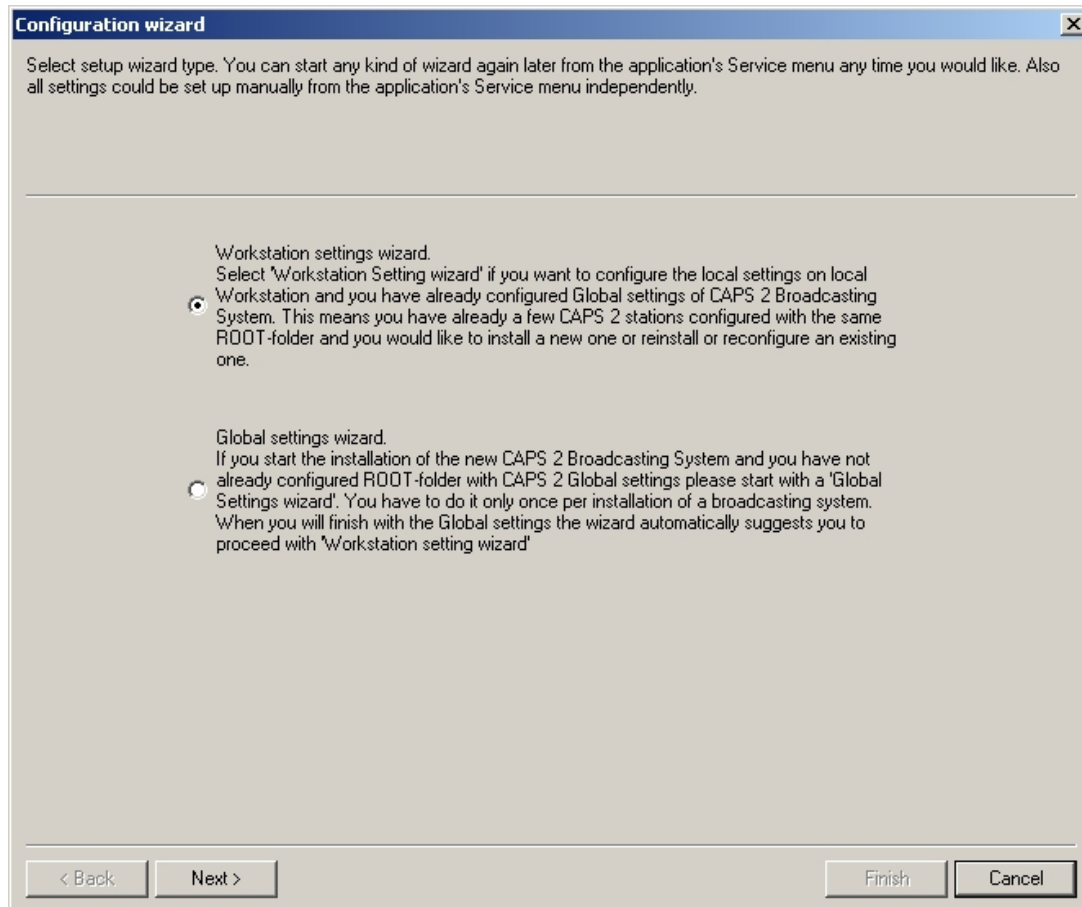 Configuration wizard
Select setup wizard type. You can start any kind of wizard again later from the application's Service menu any time you would like. Also
all settings could be set up manually from the application's Service menu independently.
Workstation settings wizard.
Select 'Workstation Setting wizard' if you want to configure the local settings on local
Workstation and you have already configured Global settings of CAPS 2 Broadcasting
System. This means you have already a few CAPS 2 stations configured with the same
ROOT-folder and you would like to install a new one or reinstall or reconfigure an existing
one.
Global settings wizard.
If you start the installation of the new CAPS 2 Broadcasting System and you have not
already configured ROOT-folder with CAPS 2 Global settings please start with a 'Global
Settings wizard'. You have to do it only once per installation of a broadcasting system.
When you will finish with the Global settings the wizard automatically suggests you to
proceed with 'Workstation setting wizard'
< Back Next > Finish Cancel